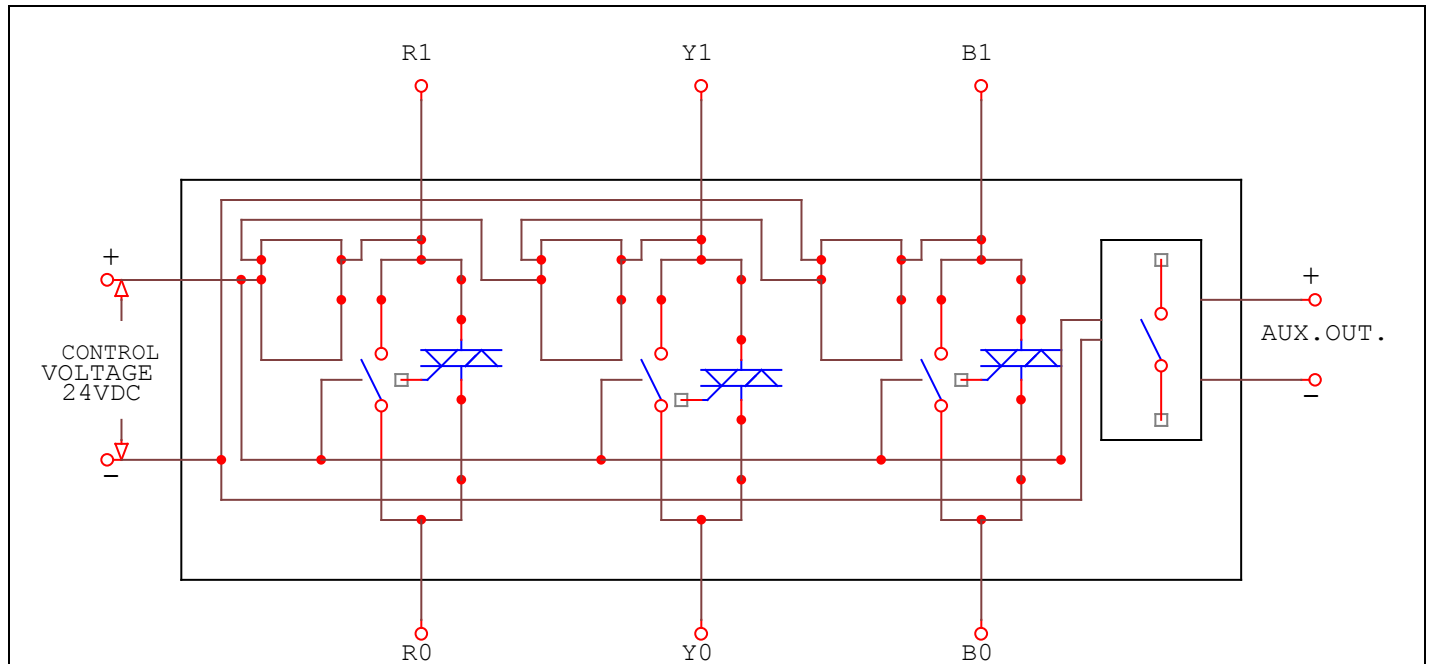 R1
Y1
B1
+
CONTROL
VOLTAGE
24VDC
-
+
AUX.OUT.
-
R0
Y0
B0